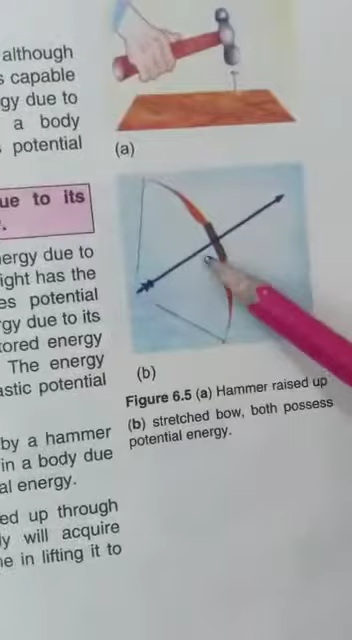 although
capable
gy due to
a body
potential
(a)
ue to its
ergy due to
ight has the
es potential
gy due to its
tored energy
The energy
astic potential
(b)
Figure 6.5 (a) Hammer raised up
(b) stretched bow, both possess
potential energy.
by a hammer
in a body due
al energy.
ed up through
ly will acquire
ne in lifting it to